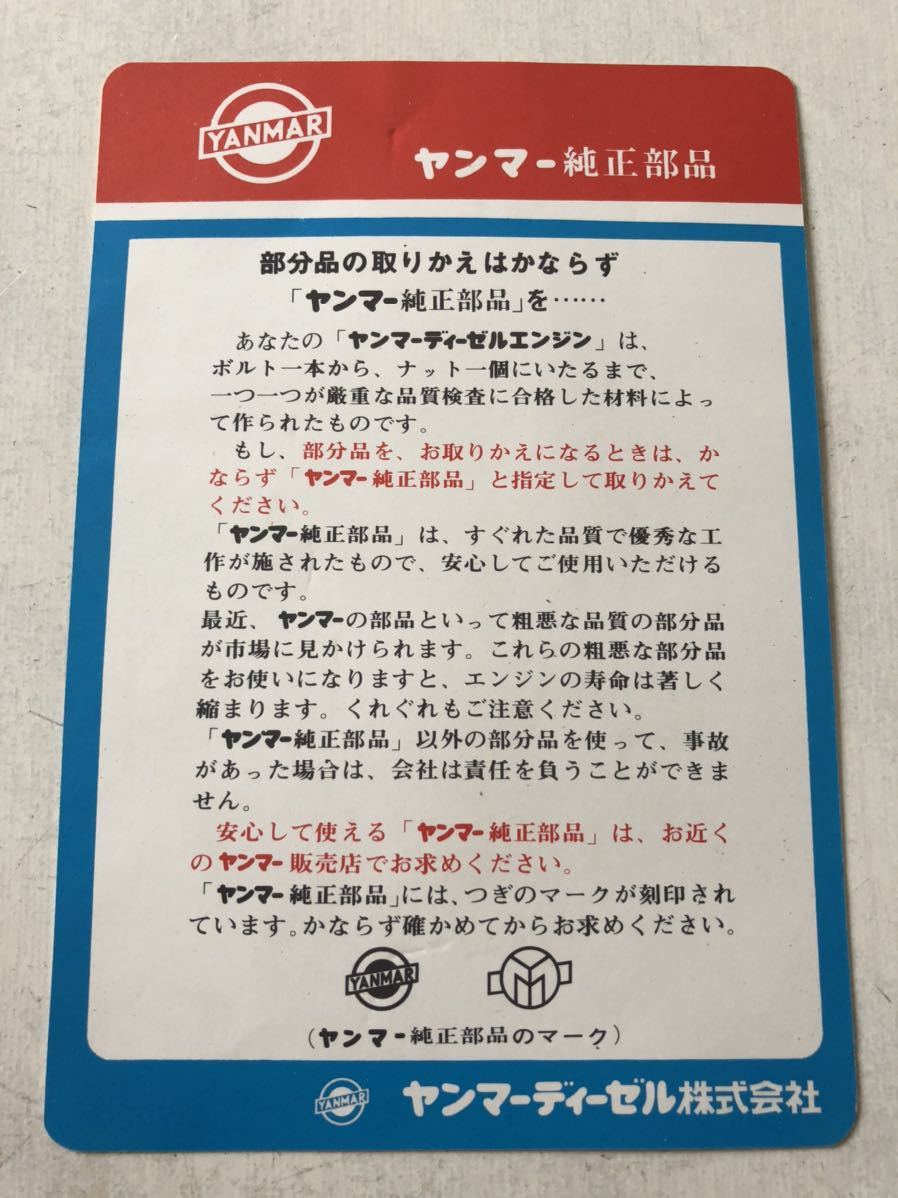 YANMAR
ヤンマー純正部品
部分品の取りかえはかならず
「ヤンマー純正部品」を……
あなたの「ヤンマーディーゼルエンジン」は、
ボルト一本から、ナット一個にいたるまで、
一つ一つが厳重な品質検査に合格した材料によっ
て作られたものです。
もし、部分品を、お取りかえになるときは、か
ならず「ヤンマー純正部品」と指定して取りかえて
ください。
「ヤンマー純正部品」は、すぐれた品質で優秀な工
作が施されたもので、安心してご使用いただける
ものです。
最近、ヤンマーの部品といって粗悪な品質の部分品
が市場に見かけられます。これらの粗悪な部分品
をお使いになりますと、エンジンの寿命は著しく
縮まります。くれぐれもご注意ください。
「ヤンマー純正部品」以外の部分品を使って、事故
があった場合は、会社は責任を負うことができま
せん。
安心して使える「ヤンマー純正部品」は、お近く
のヤンマー販売店でお求めください。
「ヤンマー純正部品」には、つぎのマークが刻印され
ています。かならず確かめてからお求めください。
YANMAR YM
(ヤンマー純正部品のマーク)
YANMAR ヤンマーディーゼル株式会社